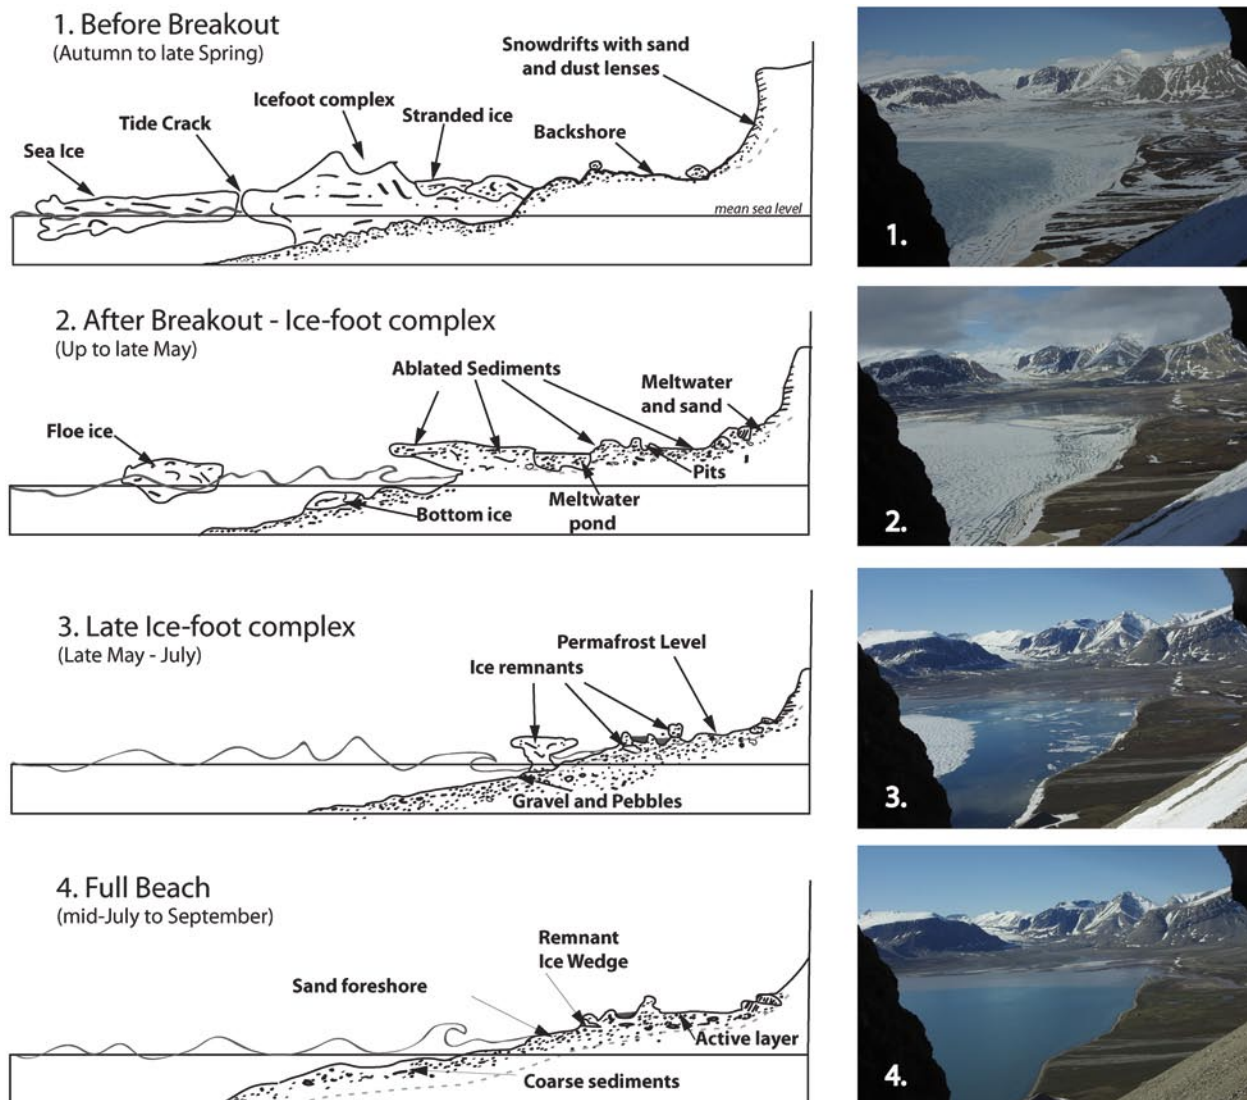 1. Before Breakout
(Autumn to late Spring)
Snowdrifts with sand
and dust lenses
Icefoot complex
Stranded ice
Tide Crack
Backshore
Sea Ice
mean sea level
1.
2. After Breakout - Ice-foot complex
(Up to late May)
Ablated Sediments
Meltwater
and sand
Floe ice
Pits
Meltwater
pond
Bottom ice
2.
3. Late Ice-foot complex
(Late May - July)
Permafrost Level
Ice remnants
Gravel and Pebbles
3.
4. Full Beach
(mid-July to September)
Remnant
Ice Wedge
Sand foreshore
Active layer
Coarse sediments
4.